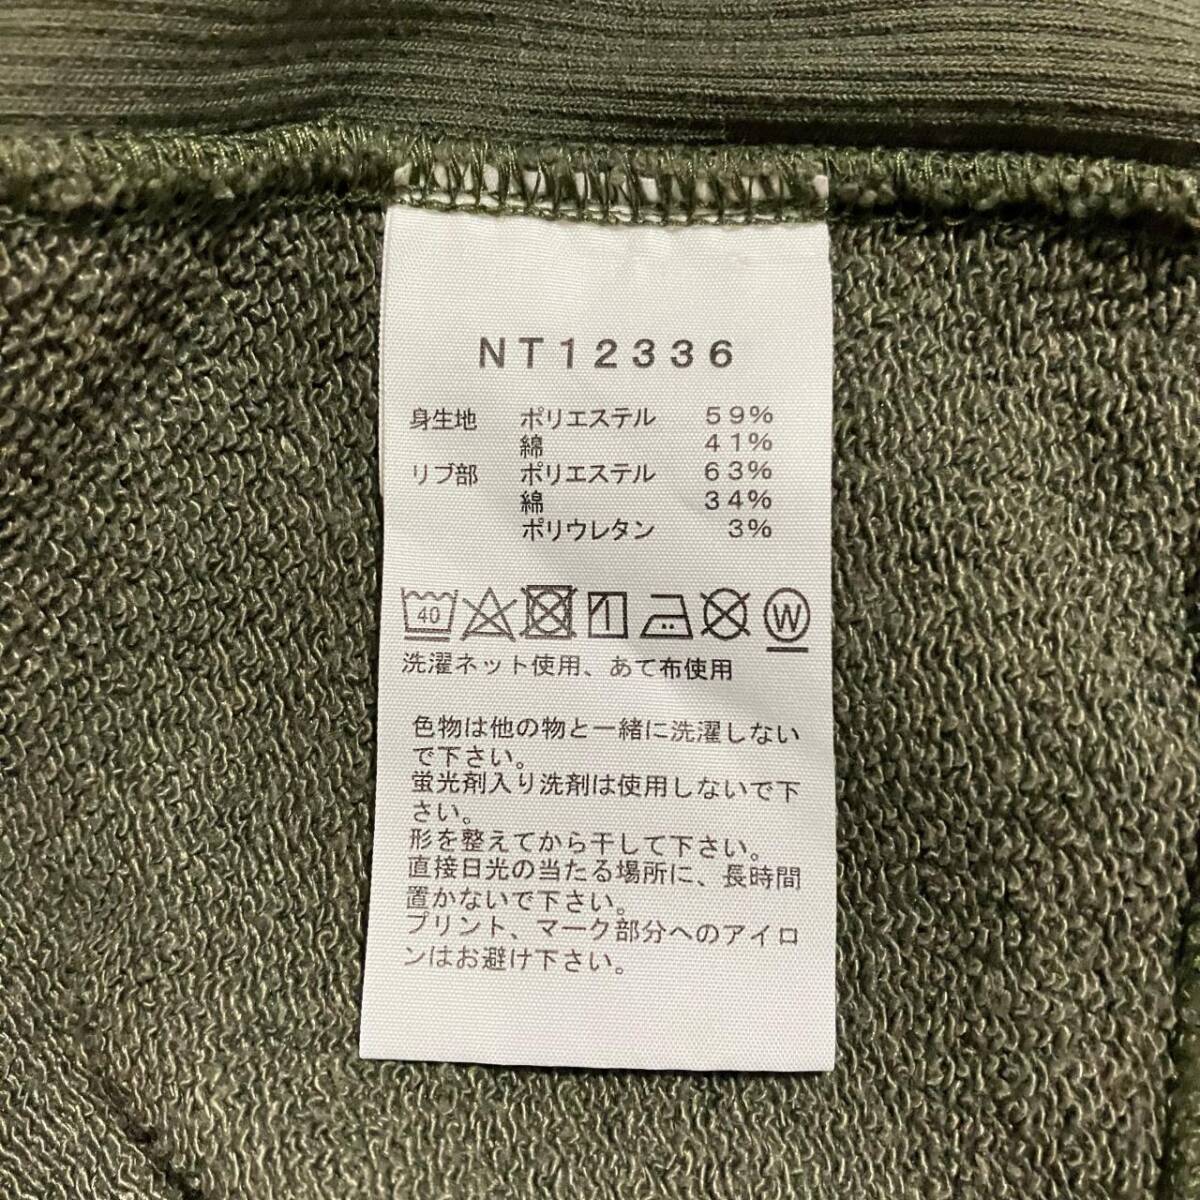 NT12336
身生地 ポリエステル 59%
綿 41%
リブ部 ポリエステル 63%
綿 34%
ポリウレタン 3%
40 W
洗濯ネット使用、あて布使用
色物は他の物と一緒に洗濯しない
で下さい。
蛍光剤入り洗剤は使用しないで下
さい。
形を整えてから干して下さい。
直接日光の当たる場所に、長時間
置かないで下さい。
プリント、マーク部分へのアイロ
ンはお避け下さい。